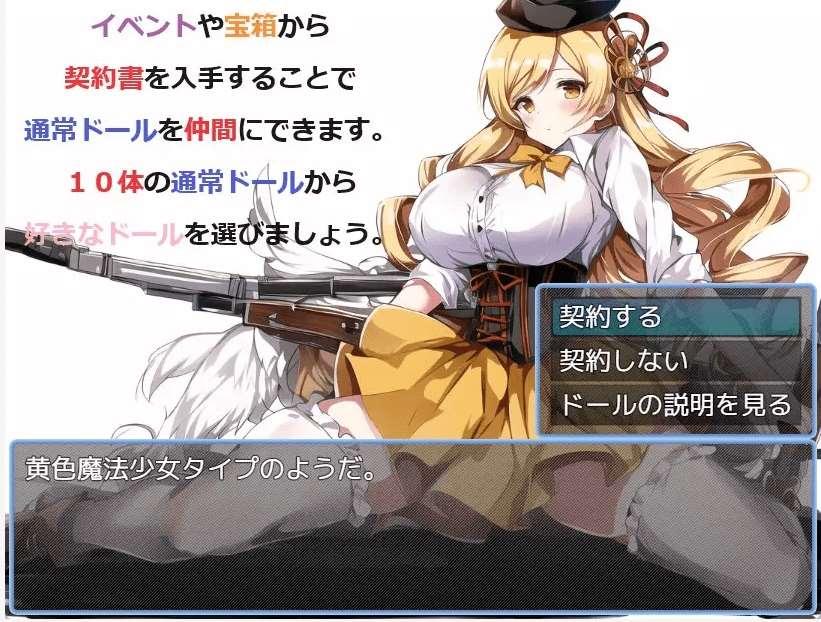 イベントや宝箱から
契約書を入手することで
通常ドールを仲間にできます。
１０体の通常ドールから
好きなドールを選びましょう。
契約する
契約しない
ドールの説明を見る
黄色魔法少女タイプのようだ。